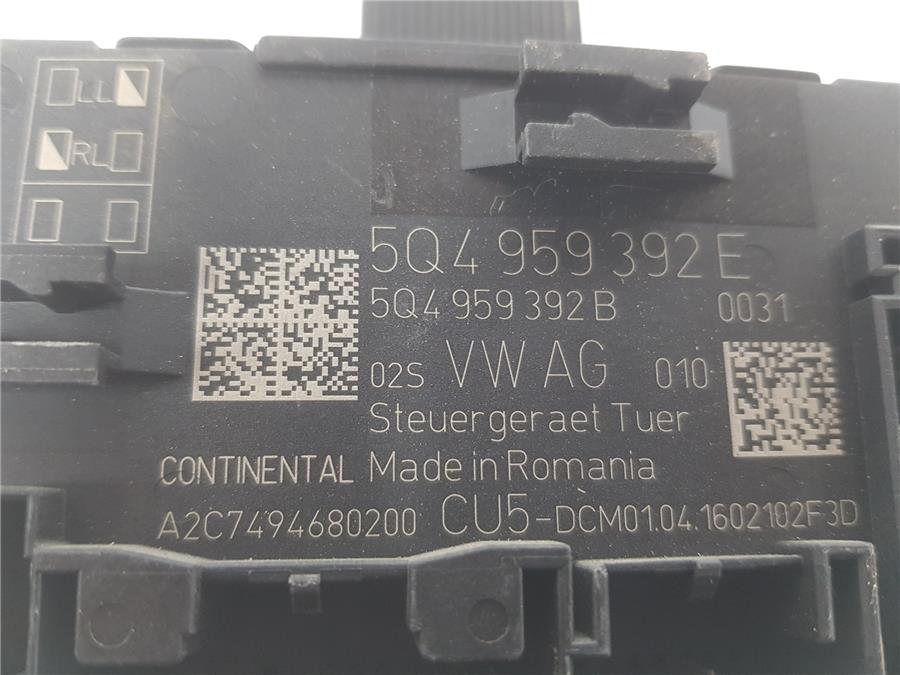 LL
RL
5Q4 959 392 E
5Q4 959 392 B 0031
02S VW AG 010
Steuergeraet Tuer
CONTINENTAL Made in Romania
A2C7494680200 CU5-DCM01.04.1602102F3D